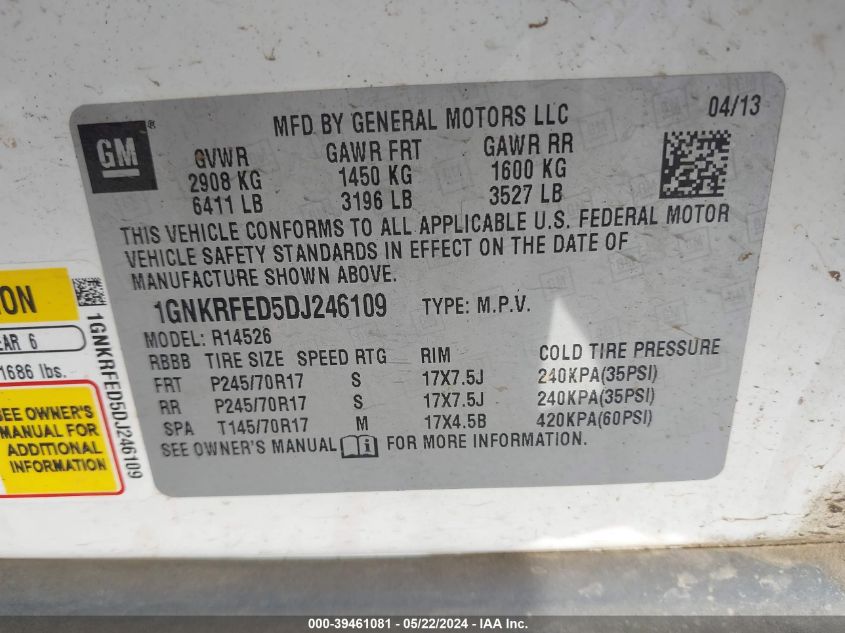 GM
®
MFD BY GENERAL MOTORS LLC
04/13
GVWR GAWR FRT GAWR RR
2908 KG 1450 KG 1600 KG
6411 LB 3196 LB 3527 LB
THIS VEHICLE CONFORMS TO ALL APPLICABLE U.S. FEDERAL MOTOR
VEHICLE SAFETY STANDARDS IN EFFECT ON THE DATE OF
MANUFACTURE SHOWN ABOVE.
1GNKRFED5DJ246109 TYPE: M.P.V.
MODEL: R14526
RBBB TIRE SIZE SPEED RTG RIM COLD TIRE PRESSURE
FRT P245/70R17 S 17X7.5J 240KPA(35PSI)
RR P245/70R17 S 17X7.5J 240KPA(35PSI)
SPA T145/70R17 M 17X4.5B 420KPA(60PSI)
SEE OWNER'S MANUAL FOR MORE INFORMATION.
ON
EAR 6
1686 lbs.
SEE OWNER'S
MANUAL FOR
ADDITIONAL
INFORMATION
1GNKRFED5DJ246109
000-39461081 - 05/22/2024 - IAA Inc.